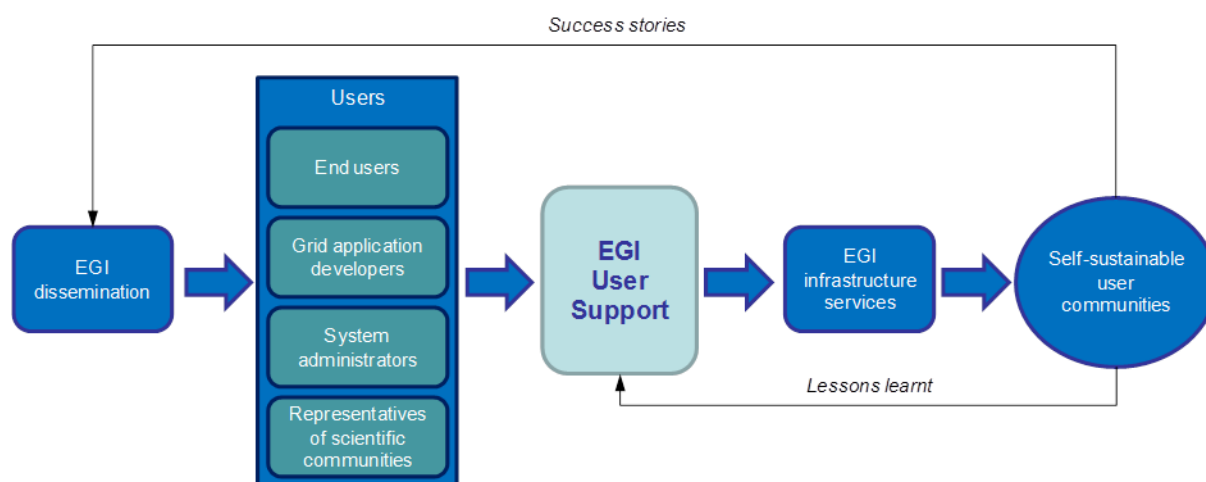 Success stories
Users
End users
Grid application
developers
System
administrators
Representatives
of scientific
communities
EGI
dissemination
EGI
User
Support
EGI
infrastructure
services
Self-sustainable
user
communities
Lessons learnt